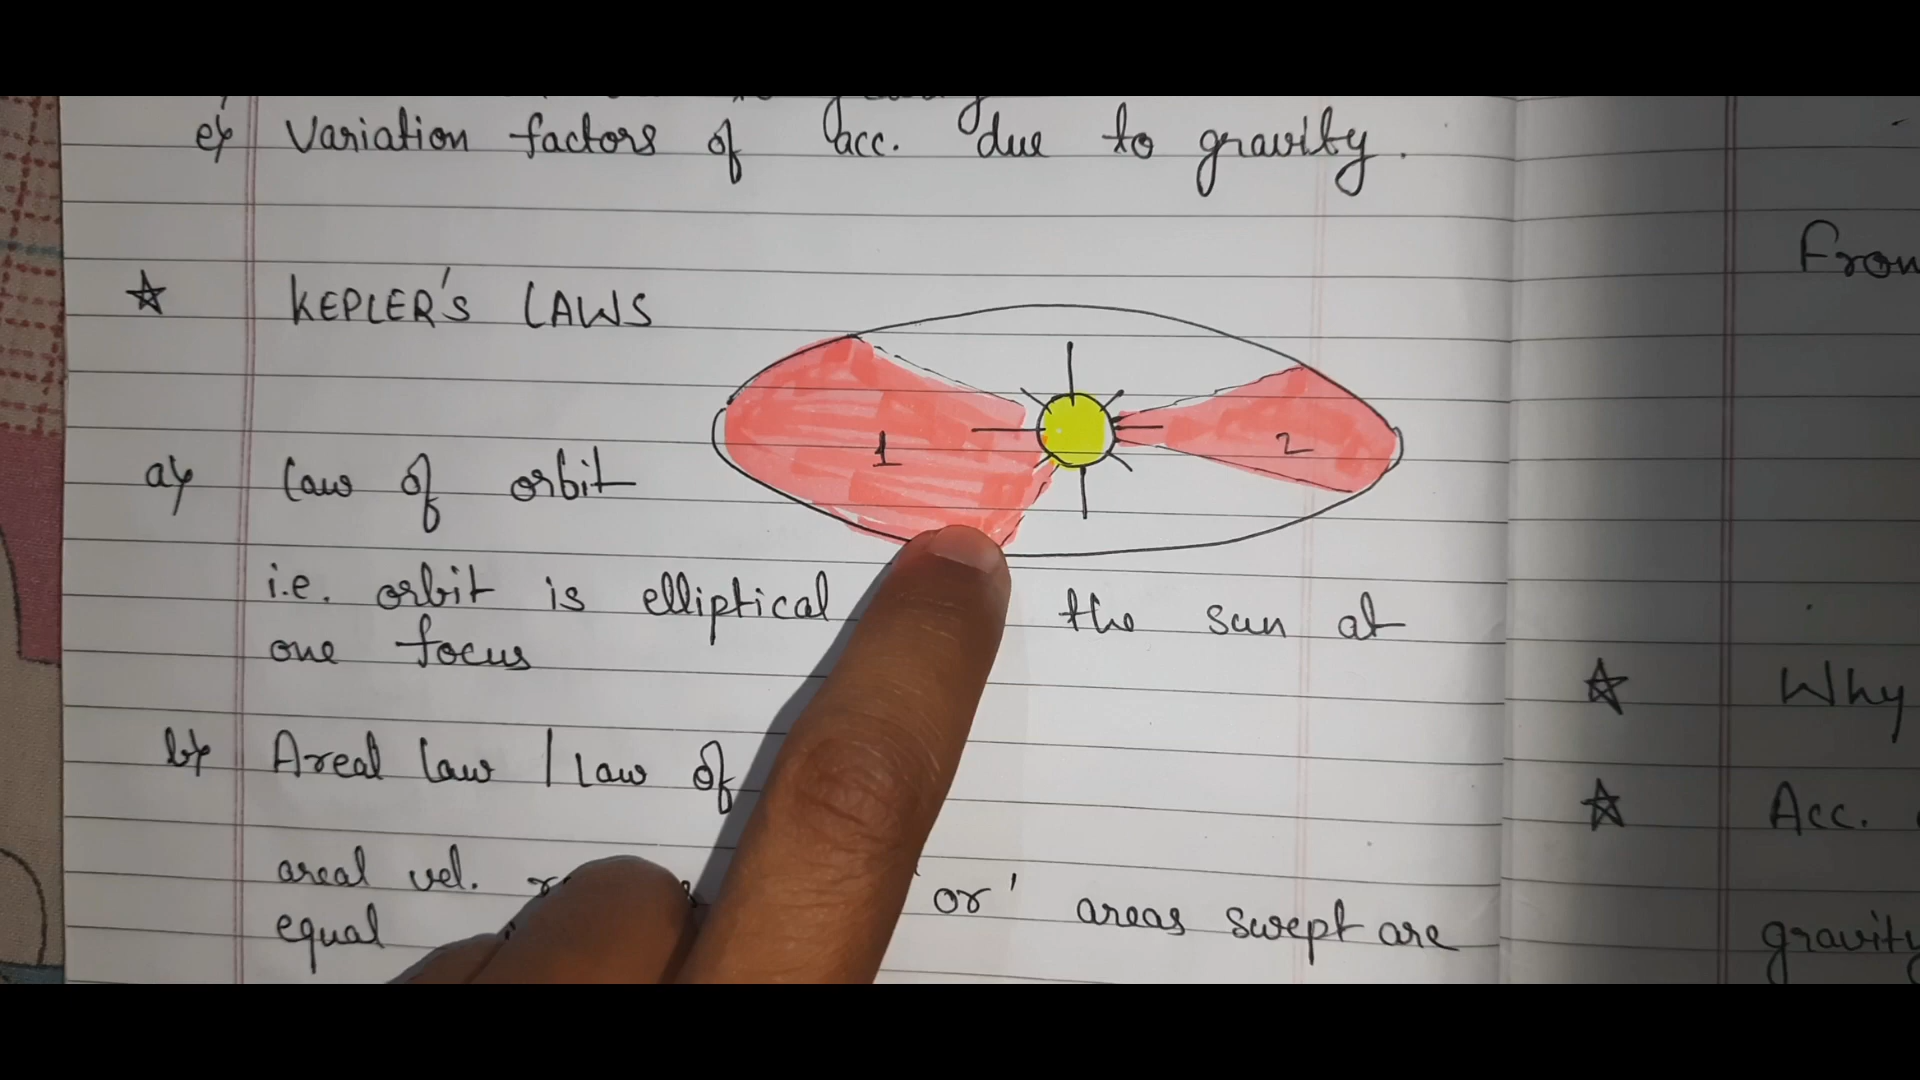 e) Variation factors of acc. due to gravity.
☆ KEPLER'S LAWS
1
2
a) Law of orbit
i.e. orbit is elliptical the sun at
one focus
b) Areal law / law of
areal vel. 'or' areas swept are
equal
From
☆ Why
☆ Acc.
gravity